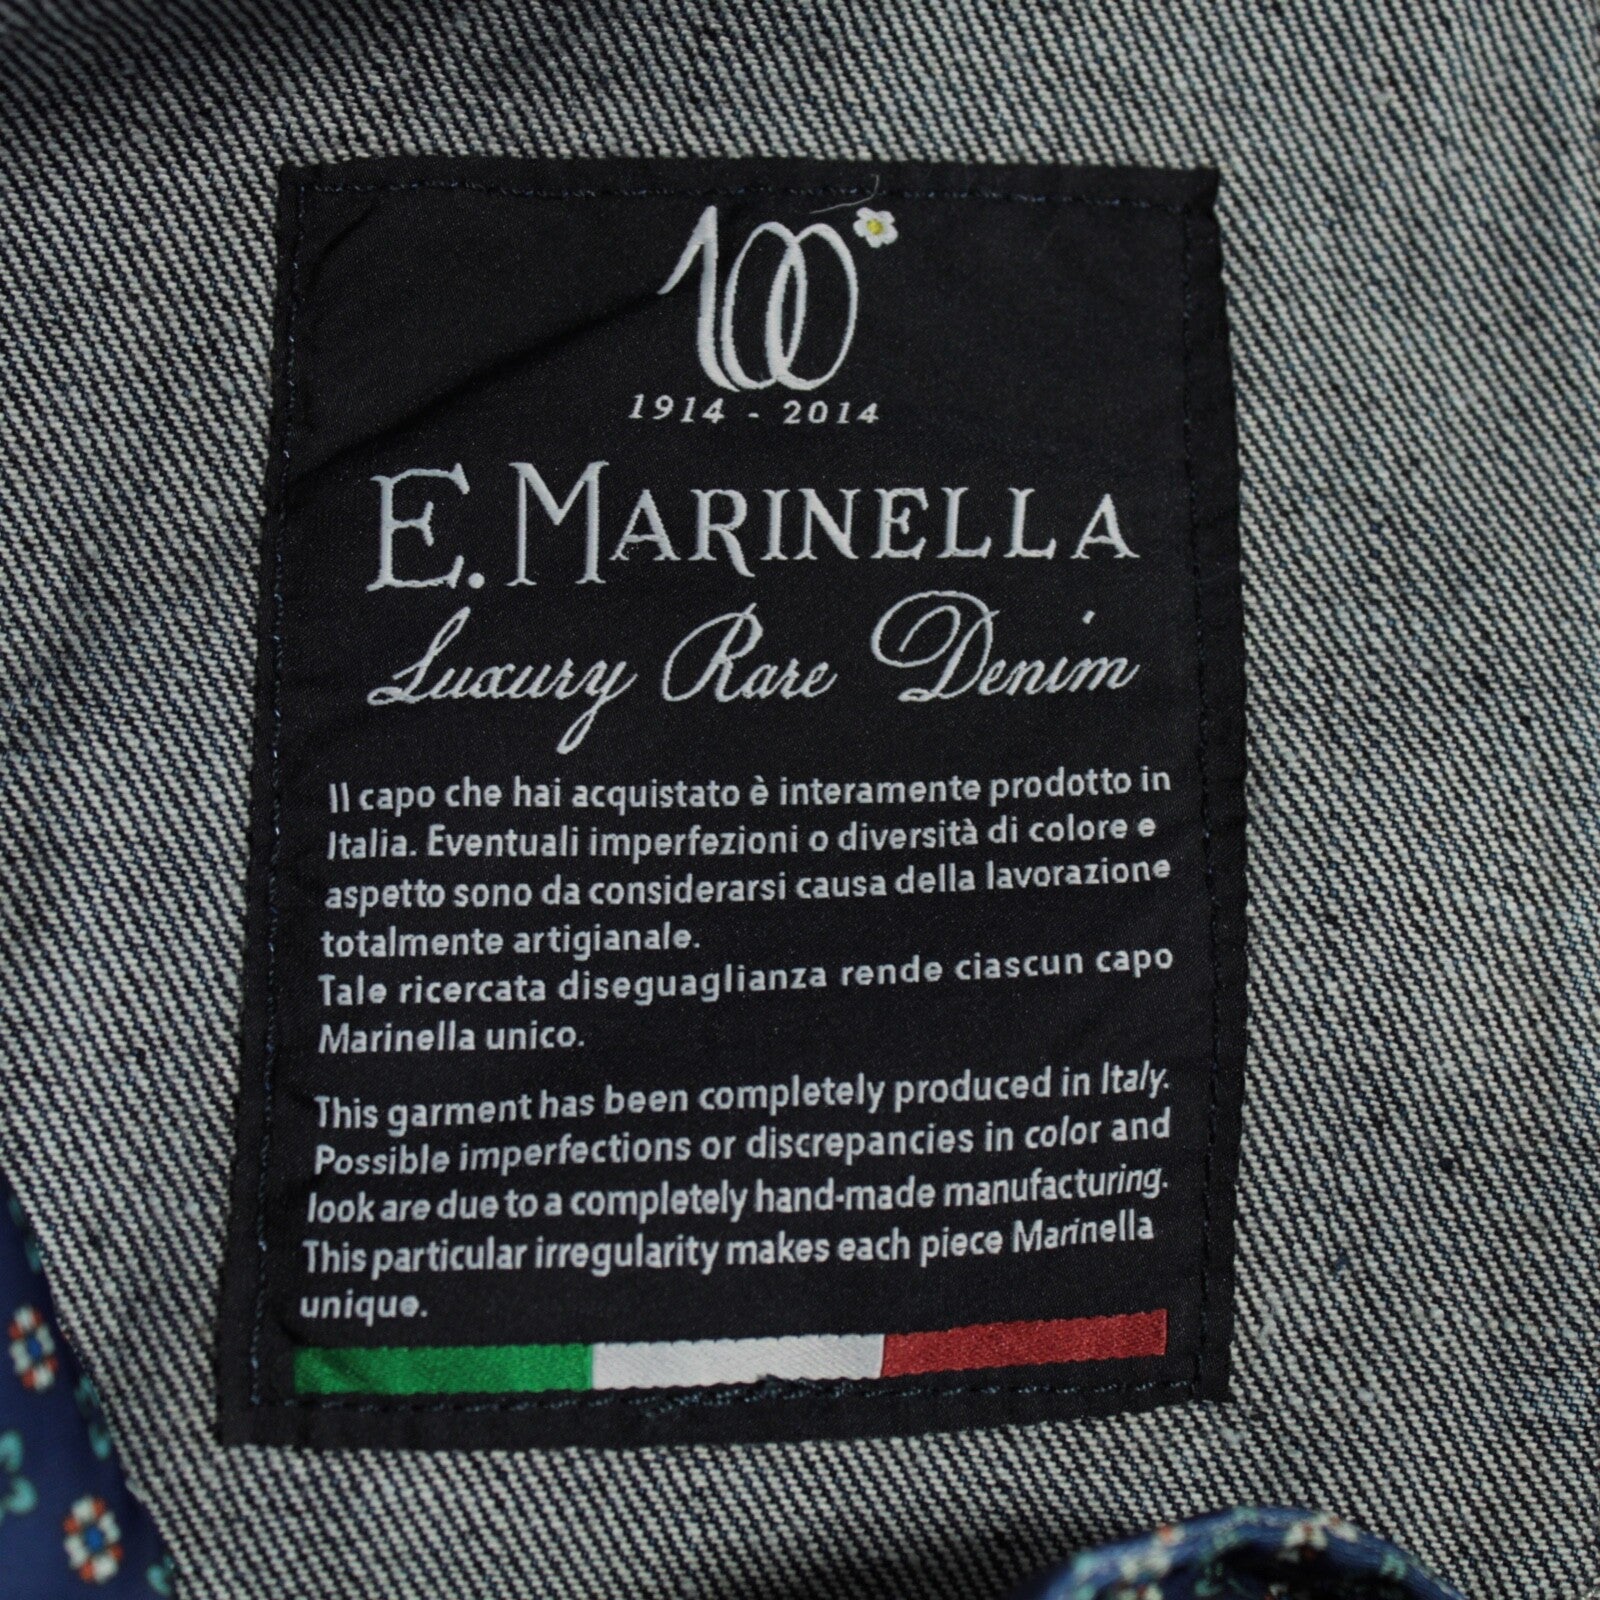 100
1914 - 2014
E. MARINELLA
Luxury Rare Denim
Il capo che hai acquistato è interamente prodotto in
Italia. Eventuali imperfezioni o diversità di colore e
aspetto sono da considerarsi causa della lavorazione
totalmente artigianale.
Tale ricercata diseguaglianza rende ciascun capo
Marinella unico.
This garment has been completely produced in Italy.
Possible imperfections or discrepancies in color and
look are due to a completely hand-made manufacturing.
This particular irregularity makes each piece Marinella
unique.